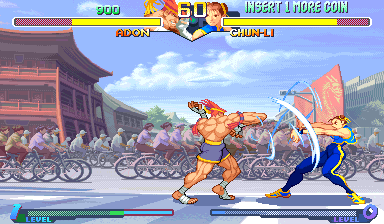 900
60
INSERT 1 MORE COIN
ADON
CHUN-LI
LEVEL
LEVEL